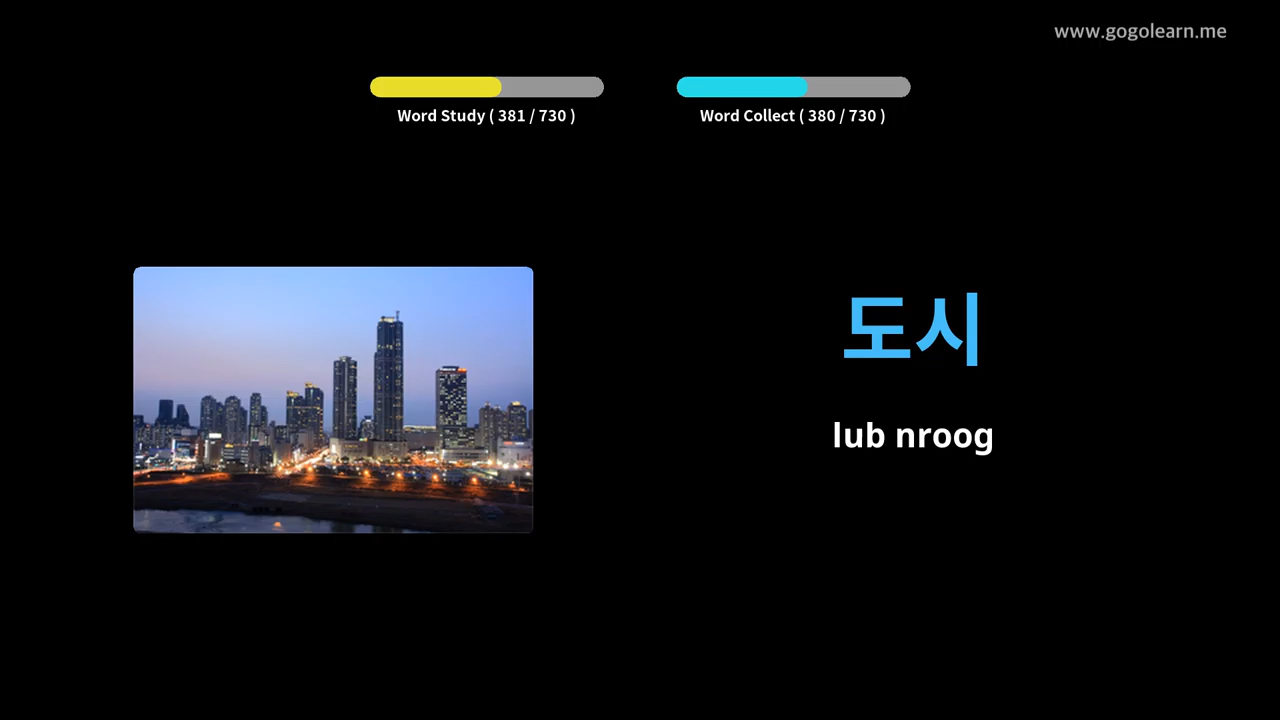 www.gogolearn.me
Word Study ( 381 / 730 )
Word Collect ( 380 / 730 )
도시
lub nroog